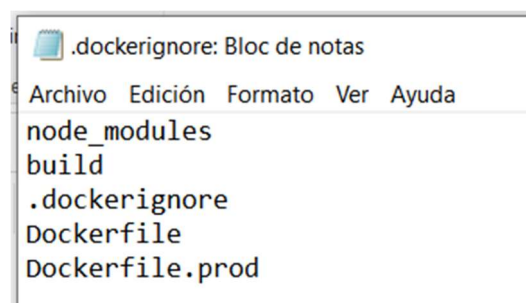 .dockerignore: Bloc de notas
Archivo Edición Formato Ver Ayuda
node_modules
build
.dockerignore
Dockerfile
Dockerfile.prod